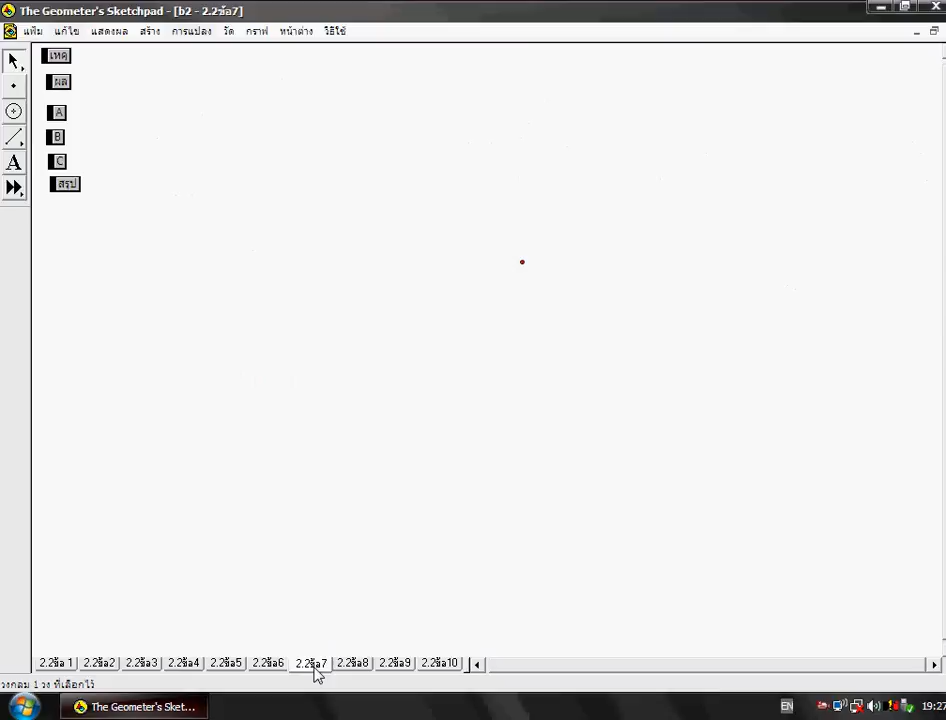 The Geometer's Sketchpad - [b2 - 2.2ข้อ7]
แฟ้ม แก้ไข แสดงผล สร้าง การแปลง วัด กราฟ หน้าต่าง วิธีใช้
เหตุ
ผล
A
B
C
สรุป
A
2.2ข้อ 1 2.2ข้อ2 2.2ข้อ3 2.2ข้อ4 2.2ข้อ5 2.2ข้อ6 2.2ข้อ7 2.2ข้อ8 2.2ข้อ9 2.2ข้อ10
วงกลม 1 วง ที่เลือกไว้
The Geometer's Sket...
EN